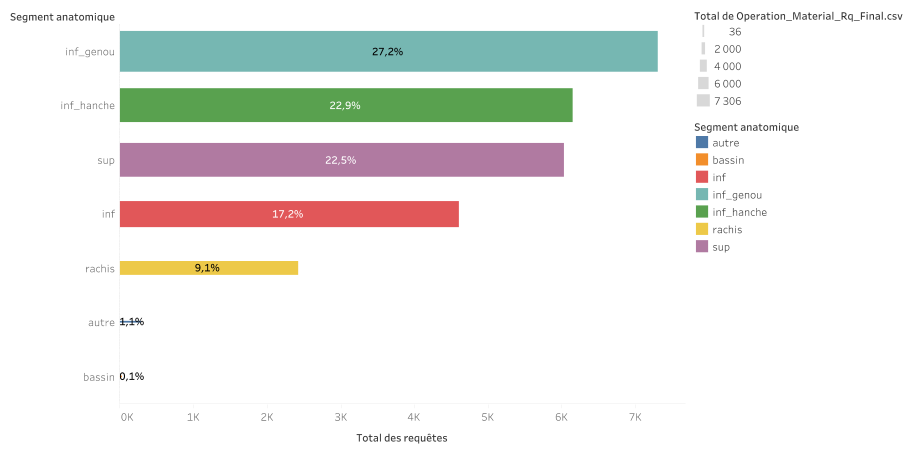 Segment anatomique
inf_genou
27,2%
inf_hanche
22,9%
sup
22,5%
inf
17,2%
rachis
9,1%
autre
1,1%
bassin
0,1%
0K 1K 2K 3K 4K 5K 6K 7K
Total des requêtes
Total de Operation_Material_Rq_Final.csv
36
2 000
4 000
6 000
7 306
Segment anatomique
autre
bassin
inf
inf_genou
inf_hanche
rachis
sup